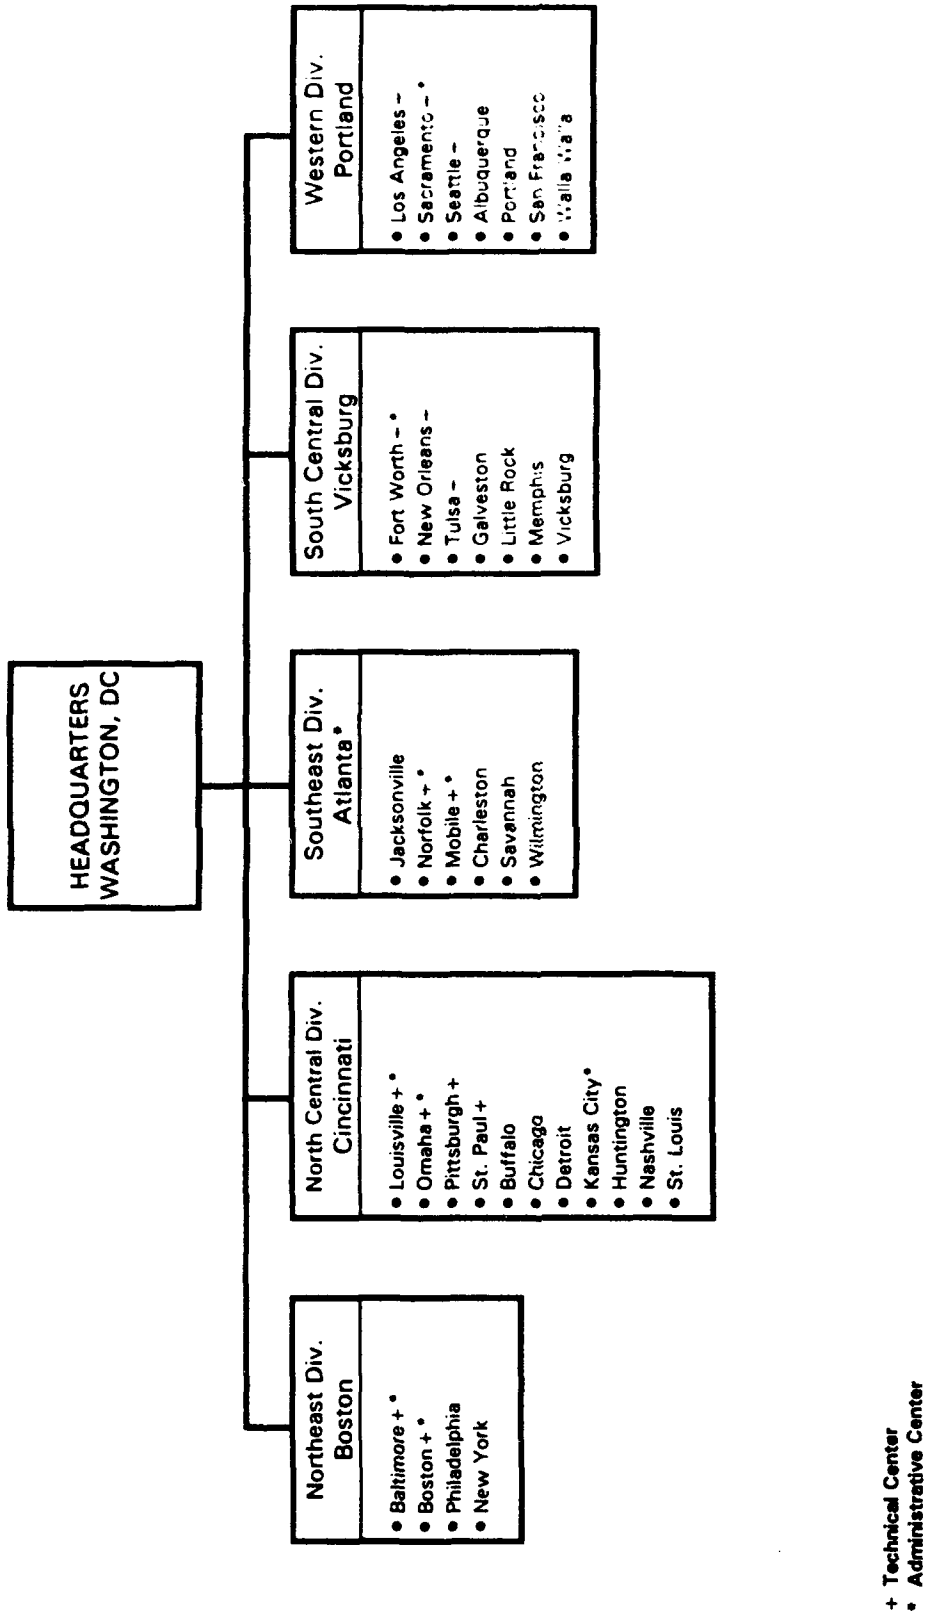 HEADQUARTERS
WASHINGTON, DC
Northeast Div.
Boston
• Baltimore + *
• Boston + *
• Philadelphia
• New York
North Central Div.
Cincinnati
• Louisville + *
• Omaha + *
• Pittsburgh +
• St. Paul +
• Buffalo
• Chicago
• Detroit
• Kansas City*
• Huntington
• Nashville
• St. Louis
Southeast Div.
Atlanta*
• Jacksonville
• Norfolk + *
• Mobile + *
• Charleston
• Savannah
• Wilmington
South Central Div.
Vicksburg
• Fort Worth – *
• New Orleans –
• Tulsa –
• Galveston
• Little Rock
• Memphis
• Vicksburg
Western Div.
Portland
• Los Angeles –
• Sacramento – *
• Seattle –
• Albuquerque
• Portland
• San Francisco
• Walla Walla
+ Technical Center
* Administrative Center